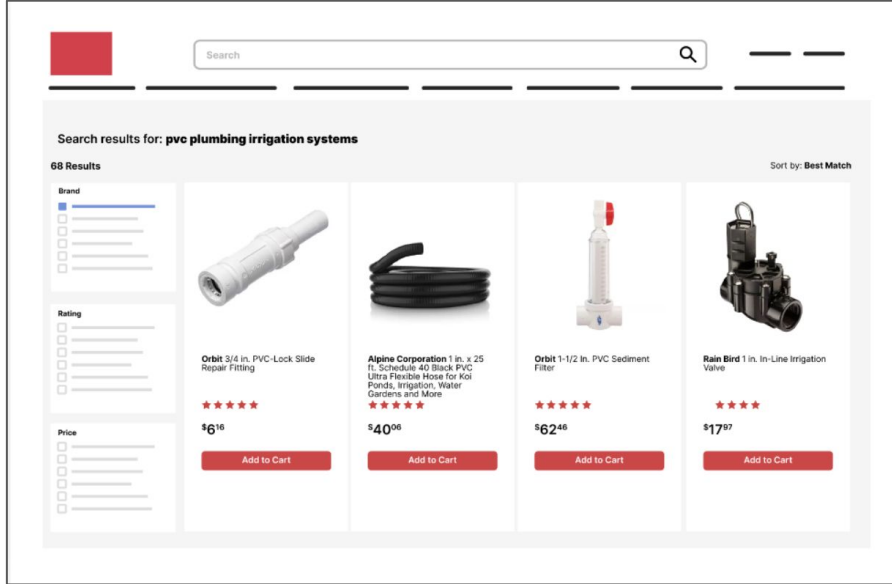 Search
Search results for: pvc plumbing irrigation systems
68 Results
Sort by: Best Match
Brand
Rating
Price
Orbit 3/4 in. PVC-Lock Slide
Repair Fitting
$6¹⁶
Add to Cart
Alpine Corporation 1 in. x 25
ft. Schedule 40 Black PVC
Ultra Flexible Hose for Koi
Ponds, Irrigation, Water
Gardens and More
$40⁰⁶
Add to Cart
Orbit 1-1/2 In. PVC Sediment
Filter
$62⁴⁶
Add to Cart
Rain Bird 1 in. In-Line Irrigation
Valve
$17⁹⁷
Add to Cart